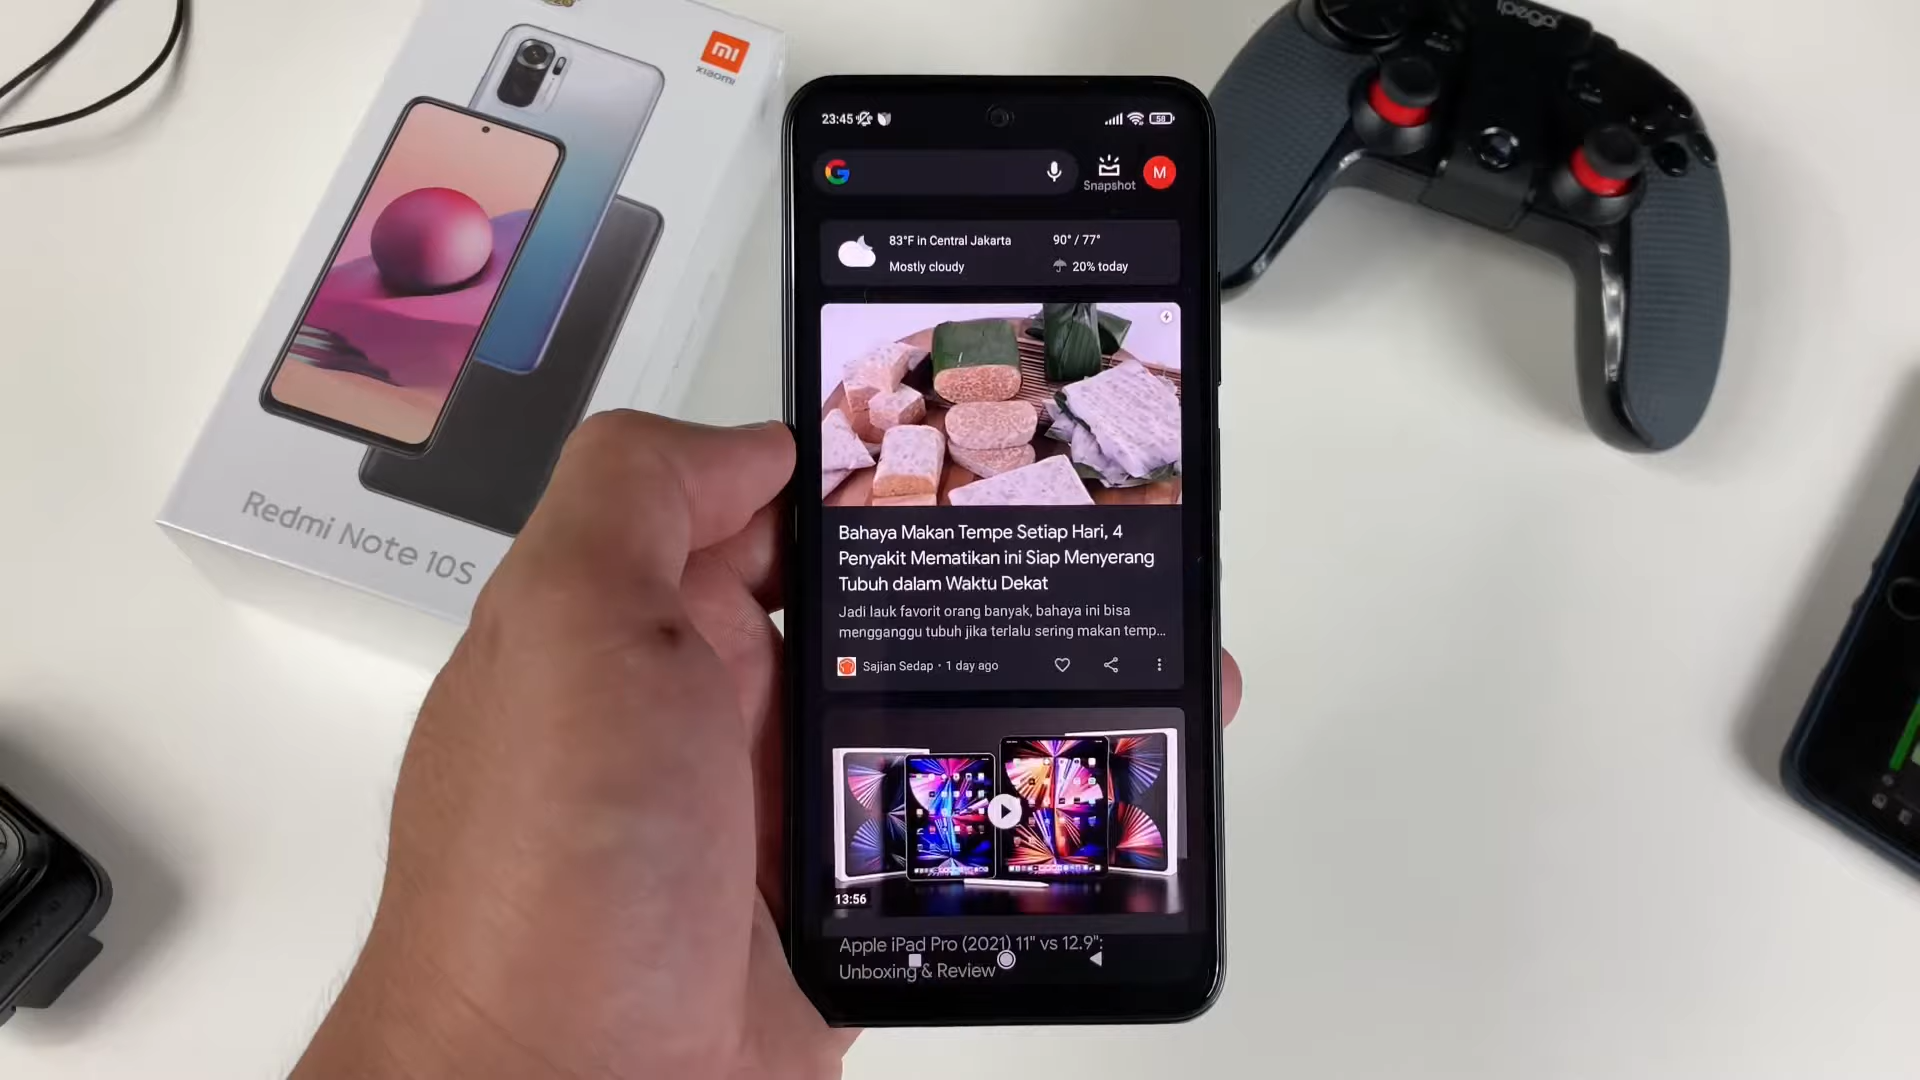 xiaomi
Redmi Note 10S
ipega
23:45
58
G
Snapshot
M
83°F in Central Jakarta
90° / 77°
Mostly cloudy
20% today
Bahaya Makan Tempe Setiap Hari, 4
Penyakit Mematikan ini Siap Menyerang
Tubuh dalam Waktu Dekat
Jadi lauk favorit orang banyak, bahaya ini bisa
mengganggu tubuh jika terlalu sering makan temp...
Sajian Sedap • 1 day ago
13:56
Apple iPad Pro (2021) 11" vs 12.9":
Unboxing & Review